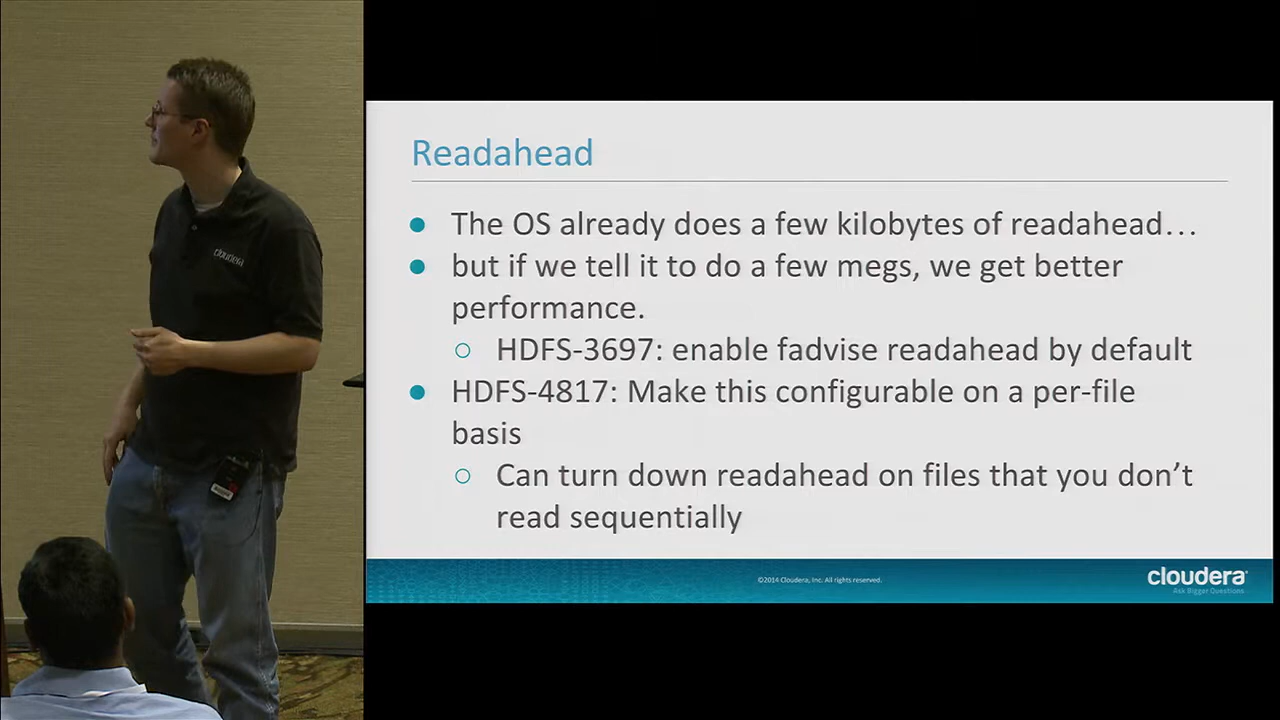 cloudera
Readahead
● The OS already does a few kilobytes of readahead…
● but if we tell it to do a few megs, we get better
performance.
○ HDFS-3697: enable fadvise readahead by default
● HDFS-4817: Make this configurable on a per-file
basis
○ Can turn down readahead on files that you don’t
read sequentially
©2014 Cloudera, Inc. All rights reserved.
cloudera
Ask Bigger Questions